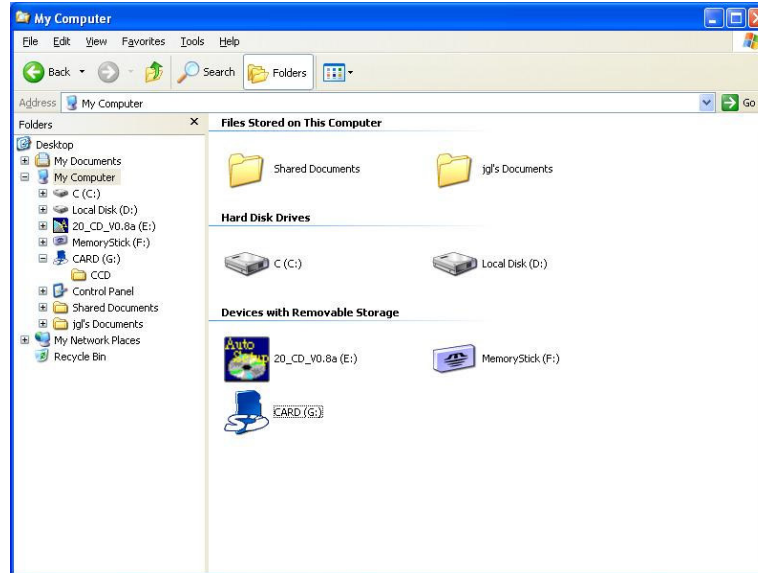 My Computer
File Edit View Favorites Tools Help
Back Search Folders
Address My Computer Go
Folders
Desktop
My Documents
My Computer
C (C:)
Local Disk (D:)
20_CD_V0.8a (E:)
MemoryStick (F:)
CARD (G:)
CCD
Control Panel
Shared Documents
jgl's Documents
My Network Places
Recycle Bin
Files Stored on This Computer
Shared Documents
jgl's Documents
Hard Disk Drives
C (C:)
Local Disk (D:)
Devices with Removable Storage
Auto
Setup
20_CD_V0.8a (E:)
MemoryStick (F:)
SD
CARD (G:)